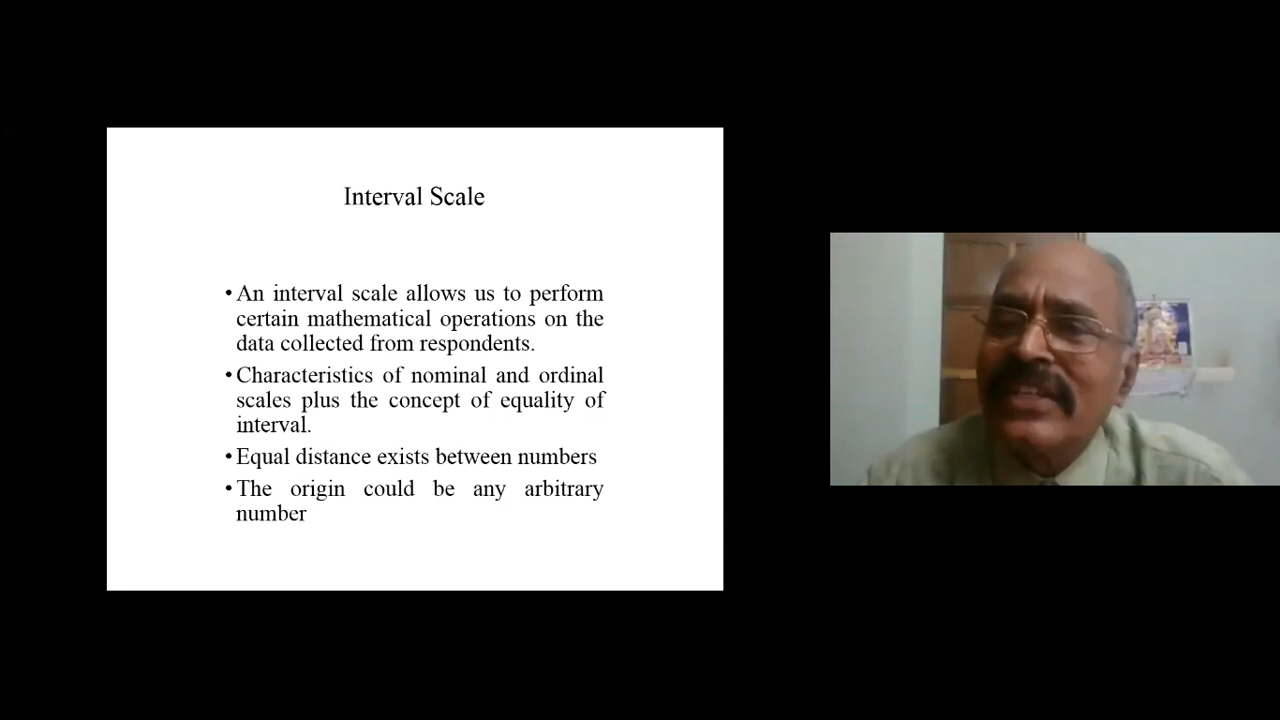 Interval Scale
•An interval scale allows us to perform
certain mathematical operations on the
data collected from respondents.
•Characteristics of nominal and ordinal
scales plus the concept of equality of
interval.
•Equal distance exists between numbers
•The origin could be any arbitrary
number